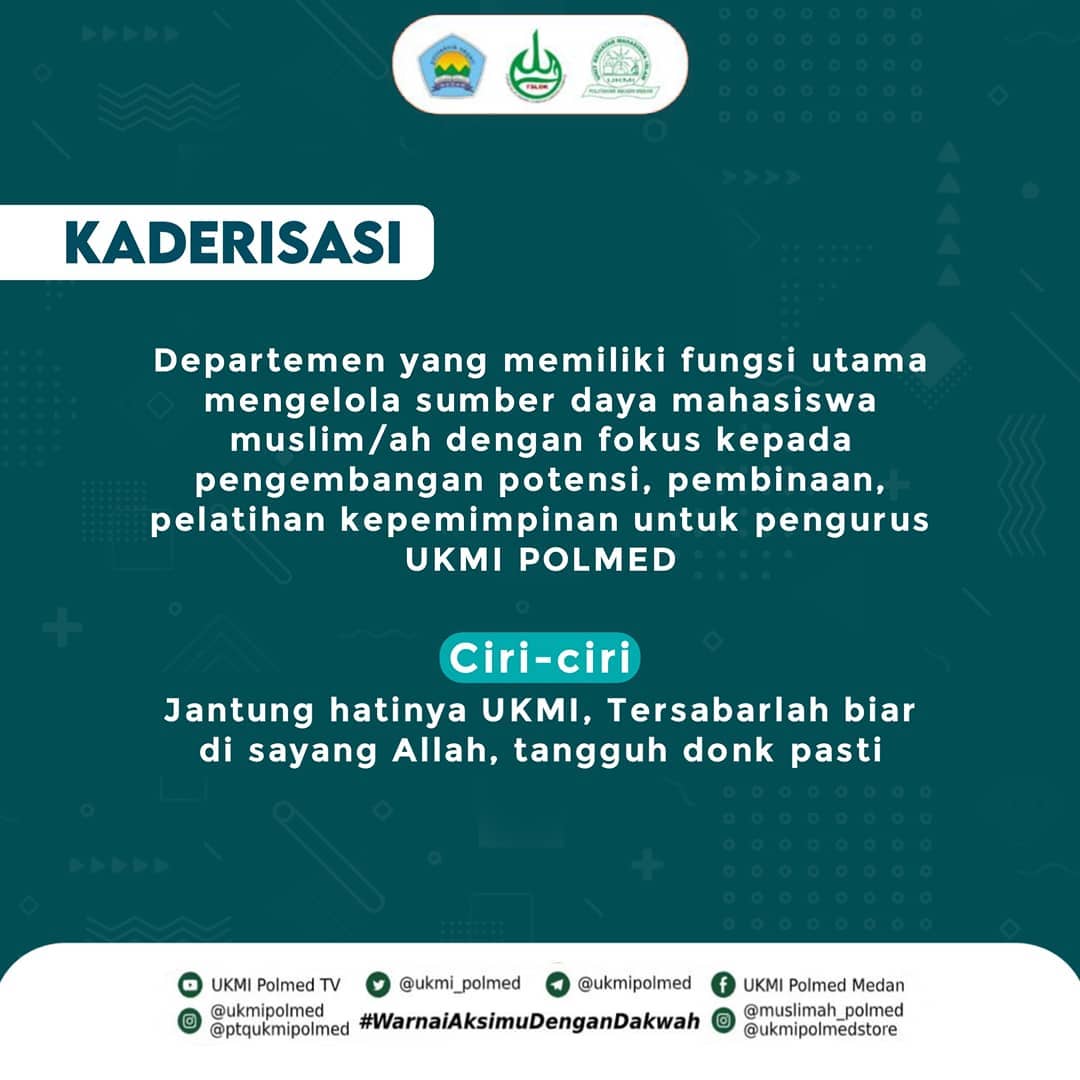 KADERISASI
Departemen yang memiliki fungsi utama
mengelola sumber daya mahasiswa
muslim/ah dengan fokus kepada
pengembangan potensi, pembinaan,
pelatihan kepemimpinan untuk pengurus
UKMI POLMED
Ciri-ciri
Jantung hatinya UKMI, Tersabarlah biar
di sayang Allah, tangguh donk pasti
UKMI Polmed TV
@ukmi_polmed
@ukmipolmed
UKMI Polmed Medan
@ukmipolmed
@ptqukmipolmed
#WarnaiAksimuDenganDakwah
@muslimah_polmed
@ukmipolmedstore